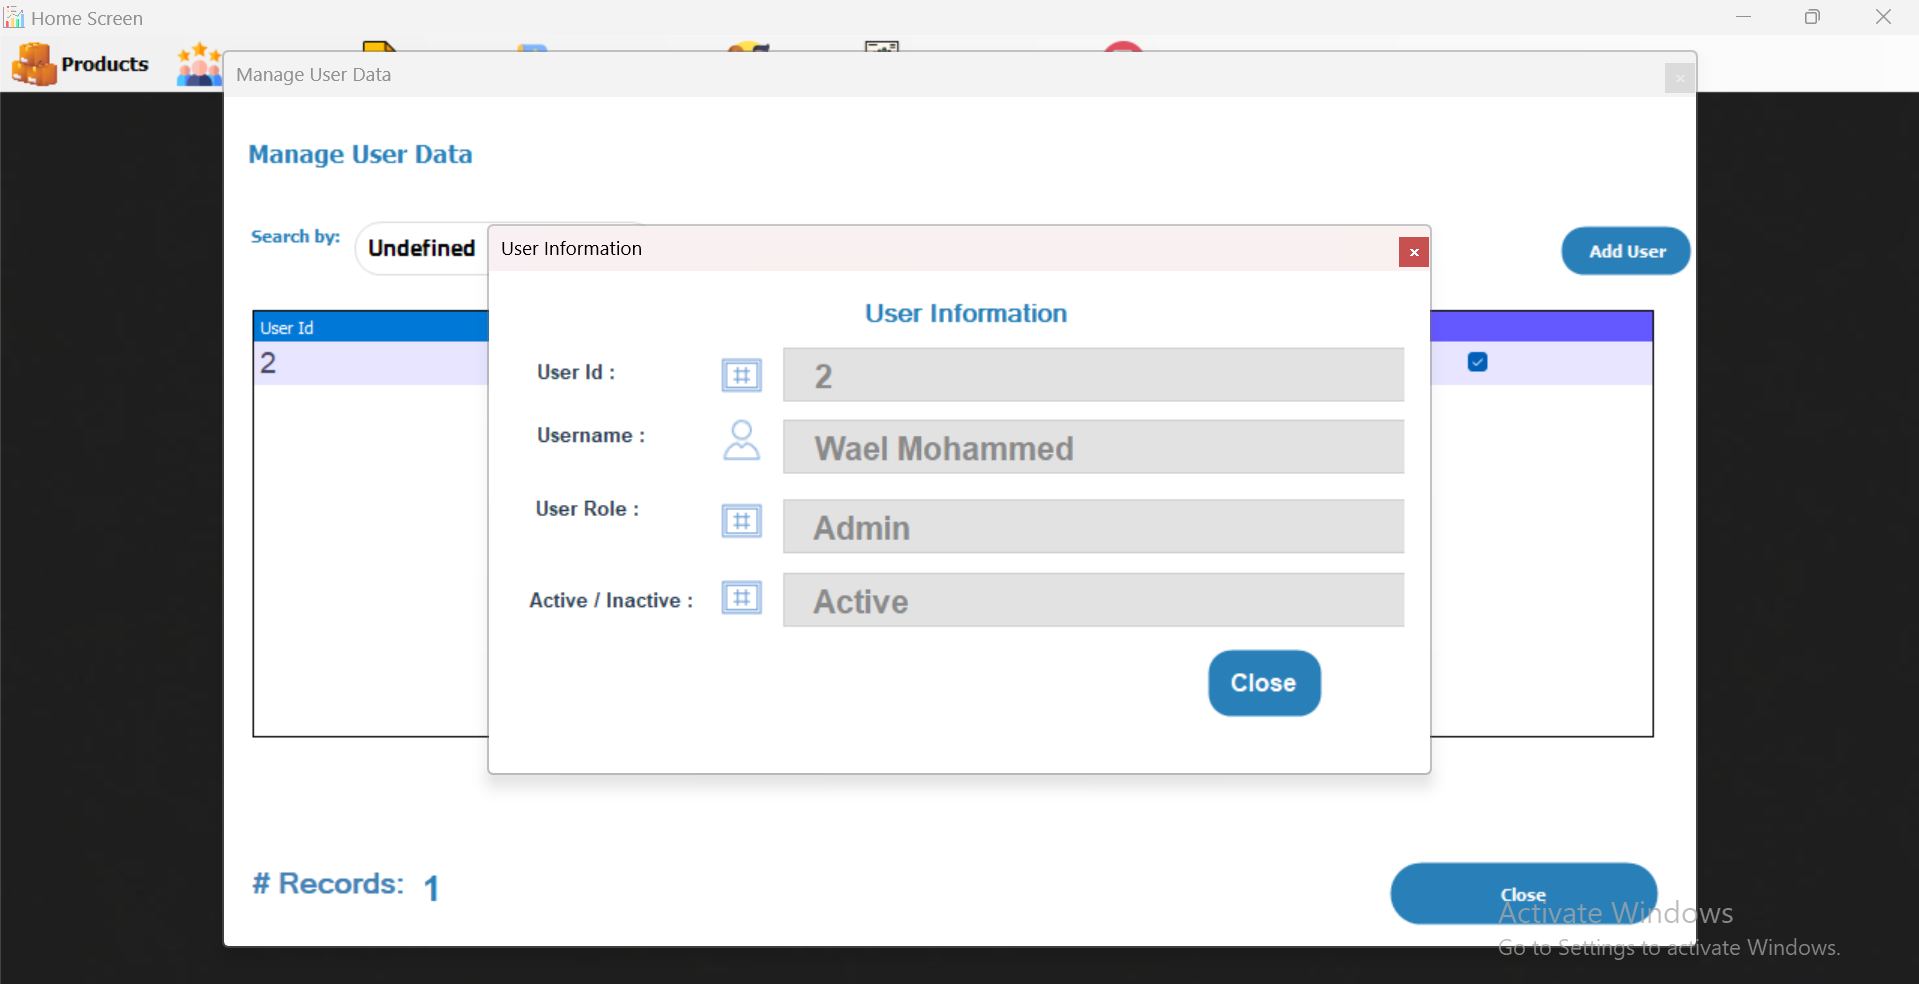 Home Screen
Products
Manage User Data
Manage User Data
Search by:
Undefined
Add User
User Information
User Information
User Id
2
User Id :
2
Username :
Wael Mohammed
User Role :
Admin
Active / Inactive :
Active
Close
# Records: 1
Close
Activate Windows
Go to Settings to activate Windows.